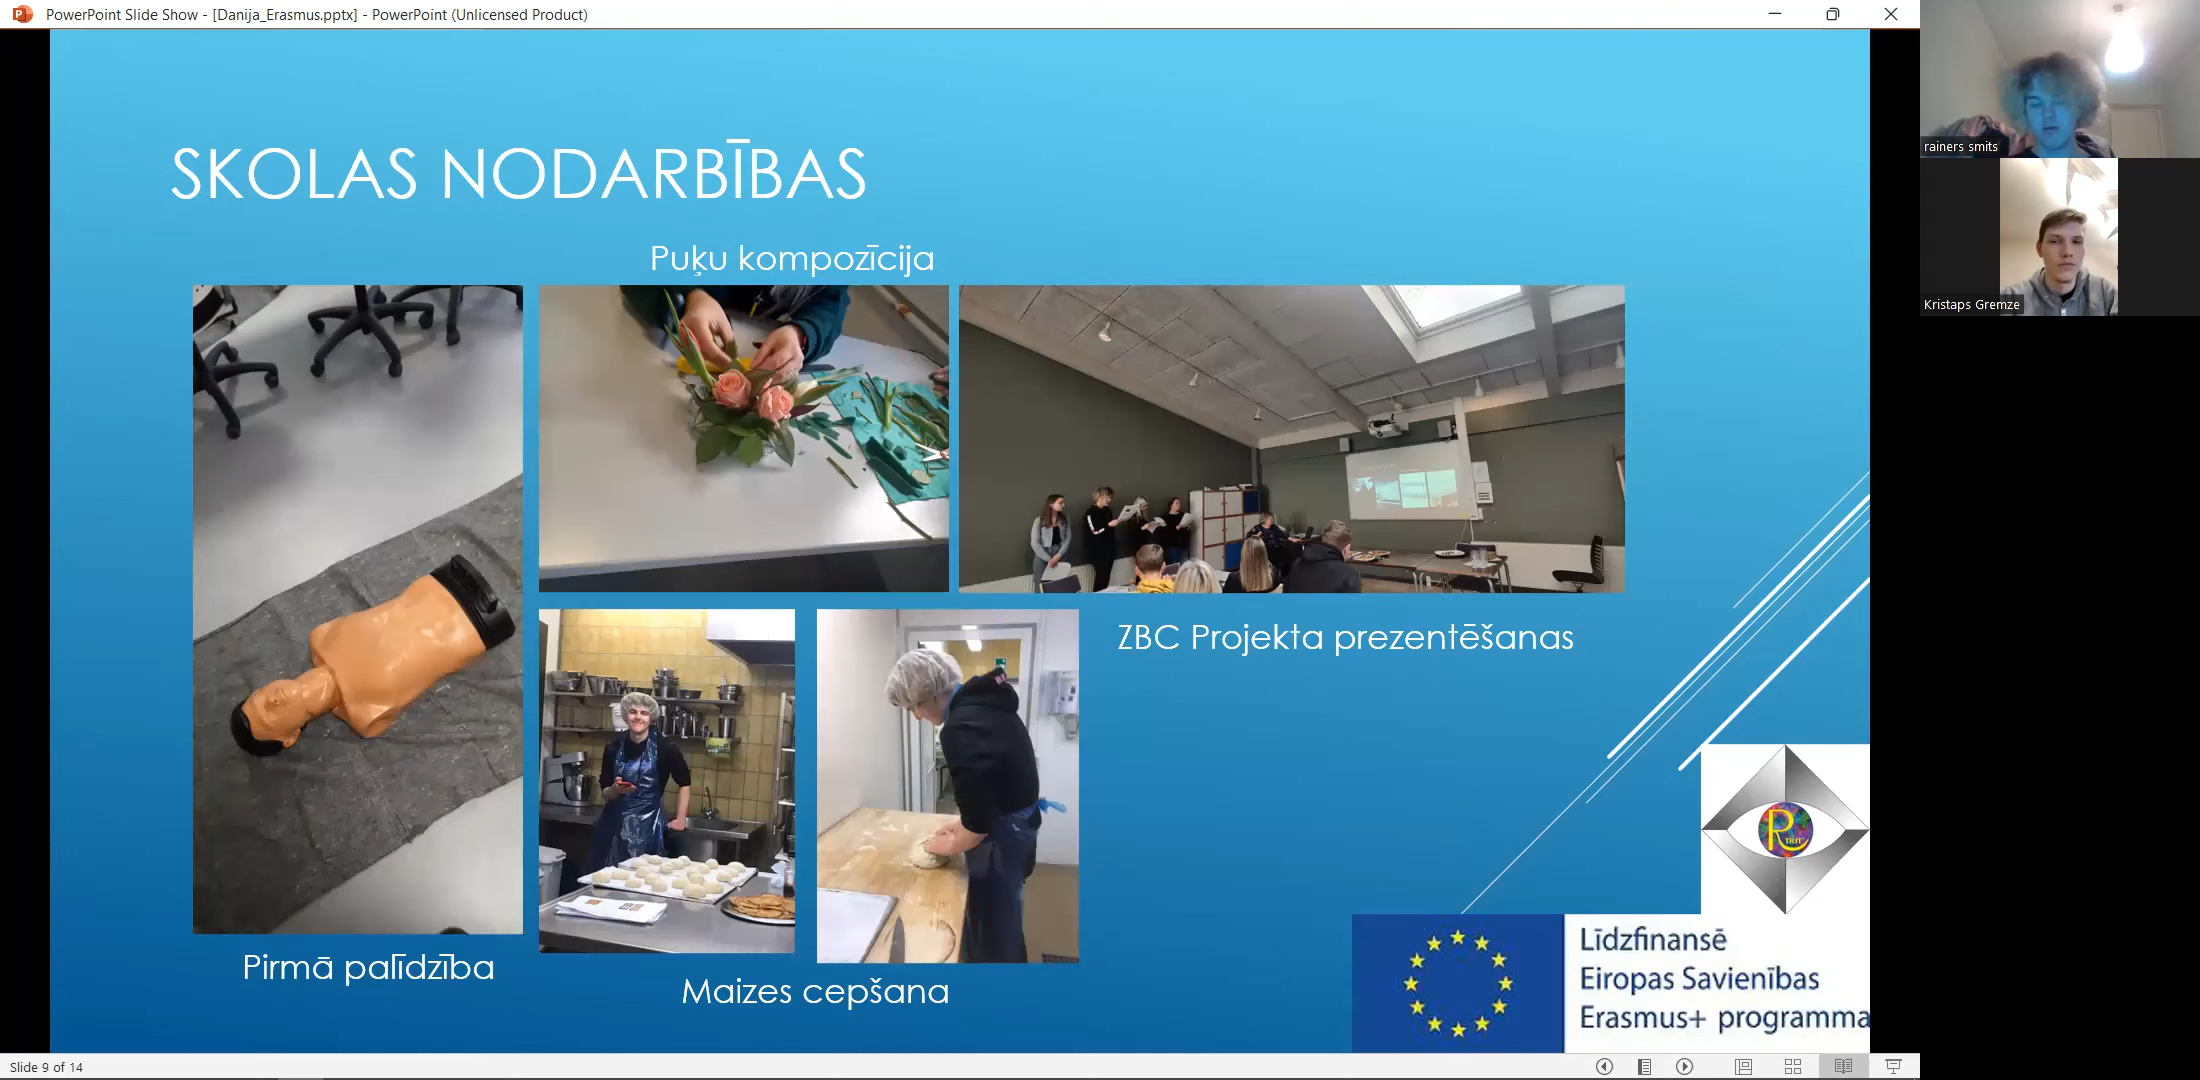 PowerPoint Slide Show - [Danija_Erasmus.pptx] - PowerPoint (Unlicensed Product)
SKOLAS NODARBĪBAS
Puķu kompozīcija
ZBC Projekta prezentēšanas
Pirmā palīdzība
Maizes cepšana
R
TRIT
Līdzfinansē
Eiropas Savienības
Erasmus+ programma
Slide 9 of 14
rainers smits
Kristaps Gremze